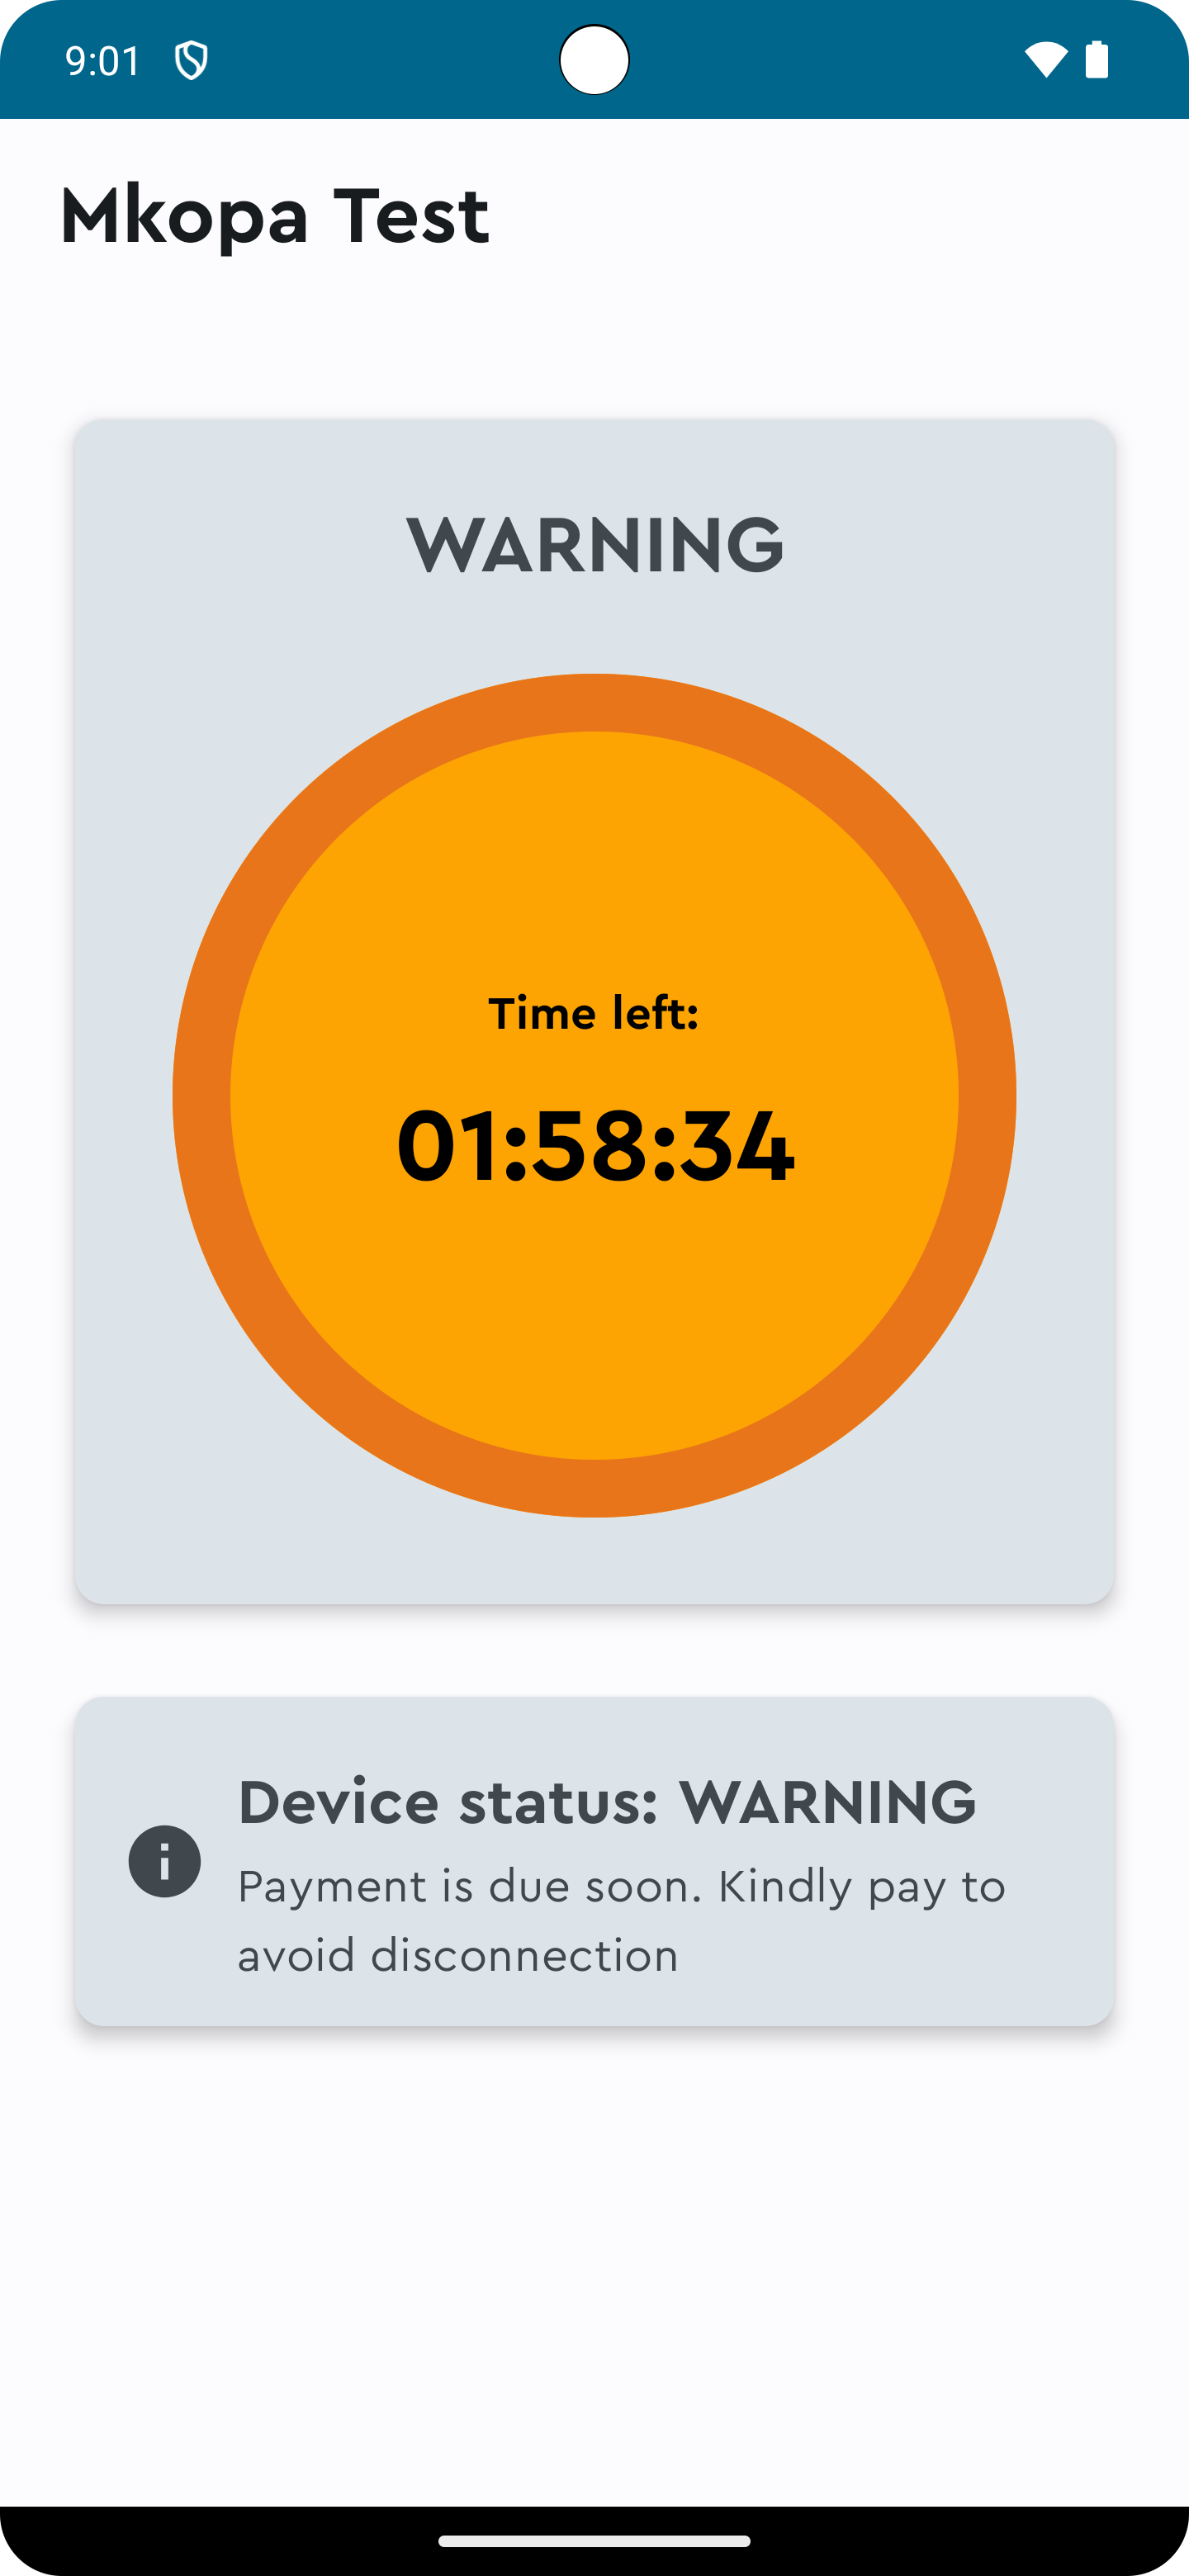 9:01
Mkopa Test
WARNING
Time left:
01:58:34
Device status: WARNING
Payment is due soon. Kindly pay to
avoid disconnection